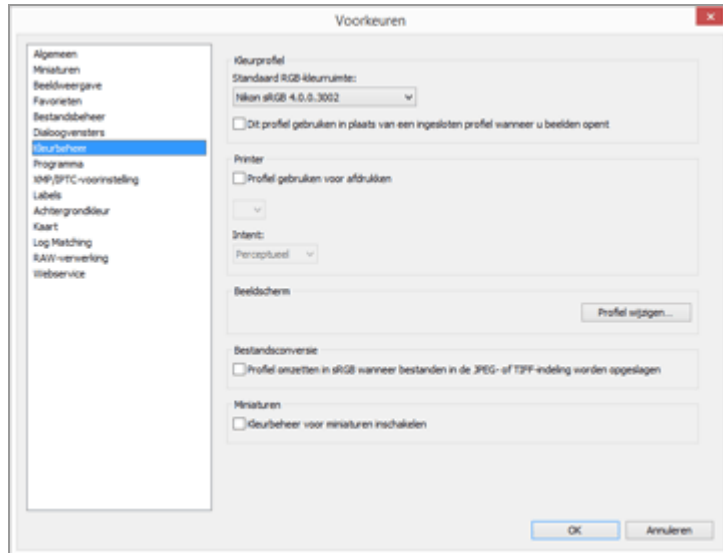 Voorkeuren
Algemeen
Miniaturen
Beeldweergave
Favorieten
Bestandsbeheer
Dialoogvensters
Kleurbeheer
Programma
XMP/IPTC-voorinstelling
Labels
Achtergrondkleur
Kaart
Log Matching
RAW-verwerking
Webservice
Kleurprofiel
Standaard RGB-kleurruimte:
Nikon sRGB 4.0.0.3002
Dit profiel gebruiken in plaats van een ingesloten profiel wanneer u beelden opent
Printer
Profiel gebruiken voor afdrukken
Intent:
Perceptueel
Beeldscherm
Profiel wijzigen...
Bestandsconversie
Profiel omzetten in sRGB wanneer bestanden in de JPEG- of TIFF-indeling worden opgeslagen
Miniaturen
Kleurbeheer voor miniaturen inschakelen
OK
Annuleren